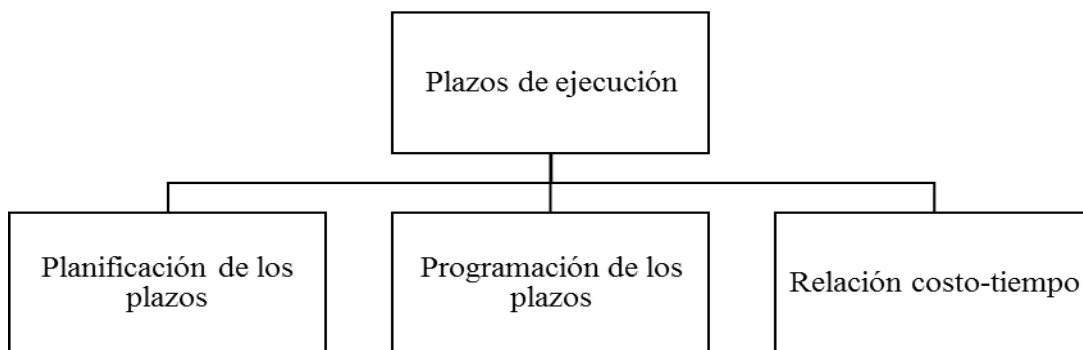 Plazos de ejecución
Planificación de los
plazos
Programación de los
plazos
Relación costo-tiempo